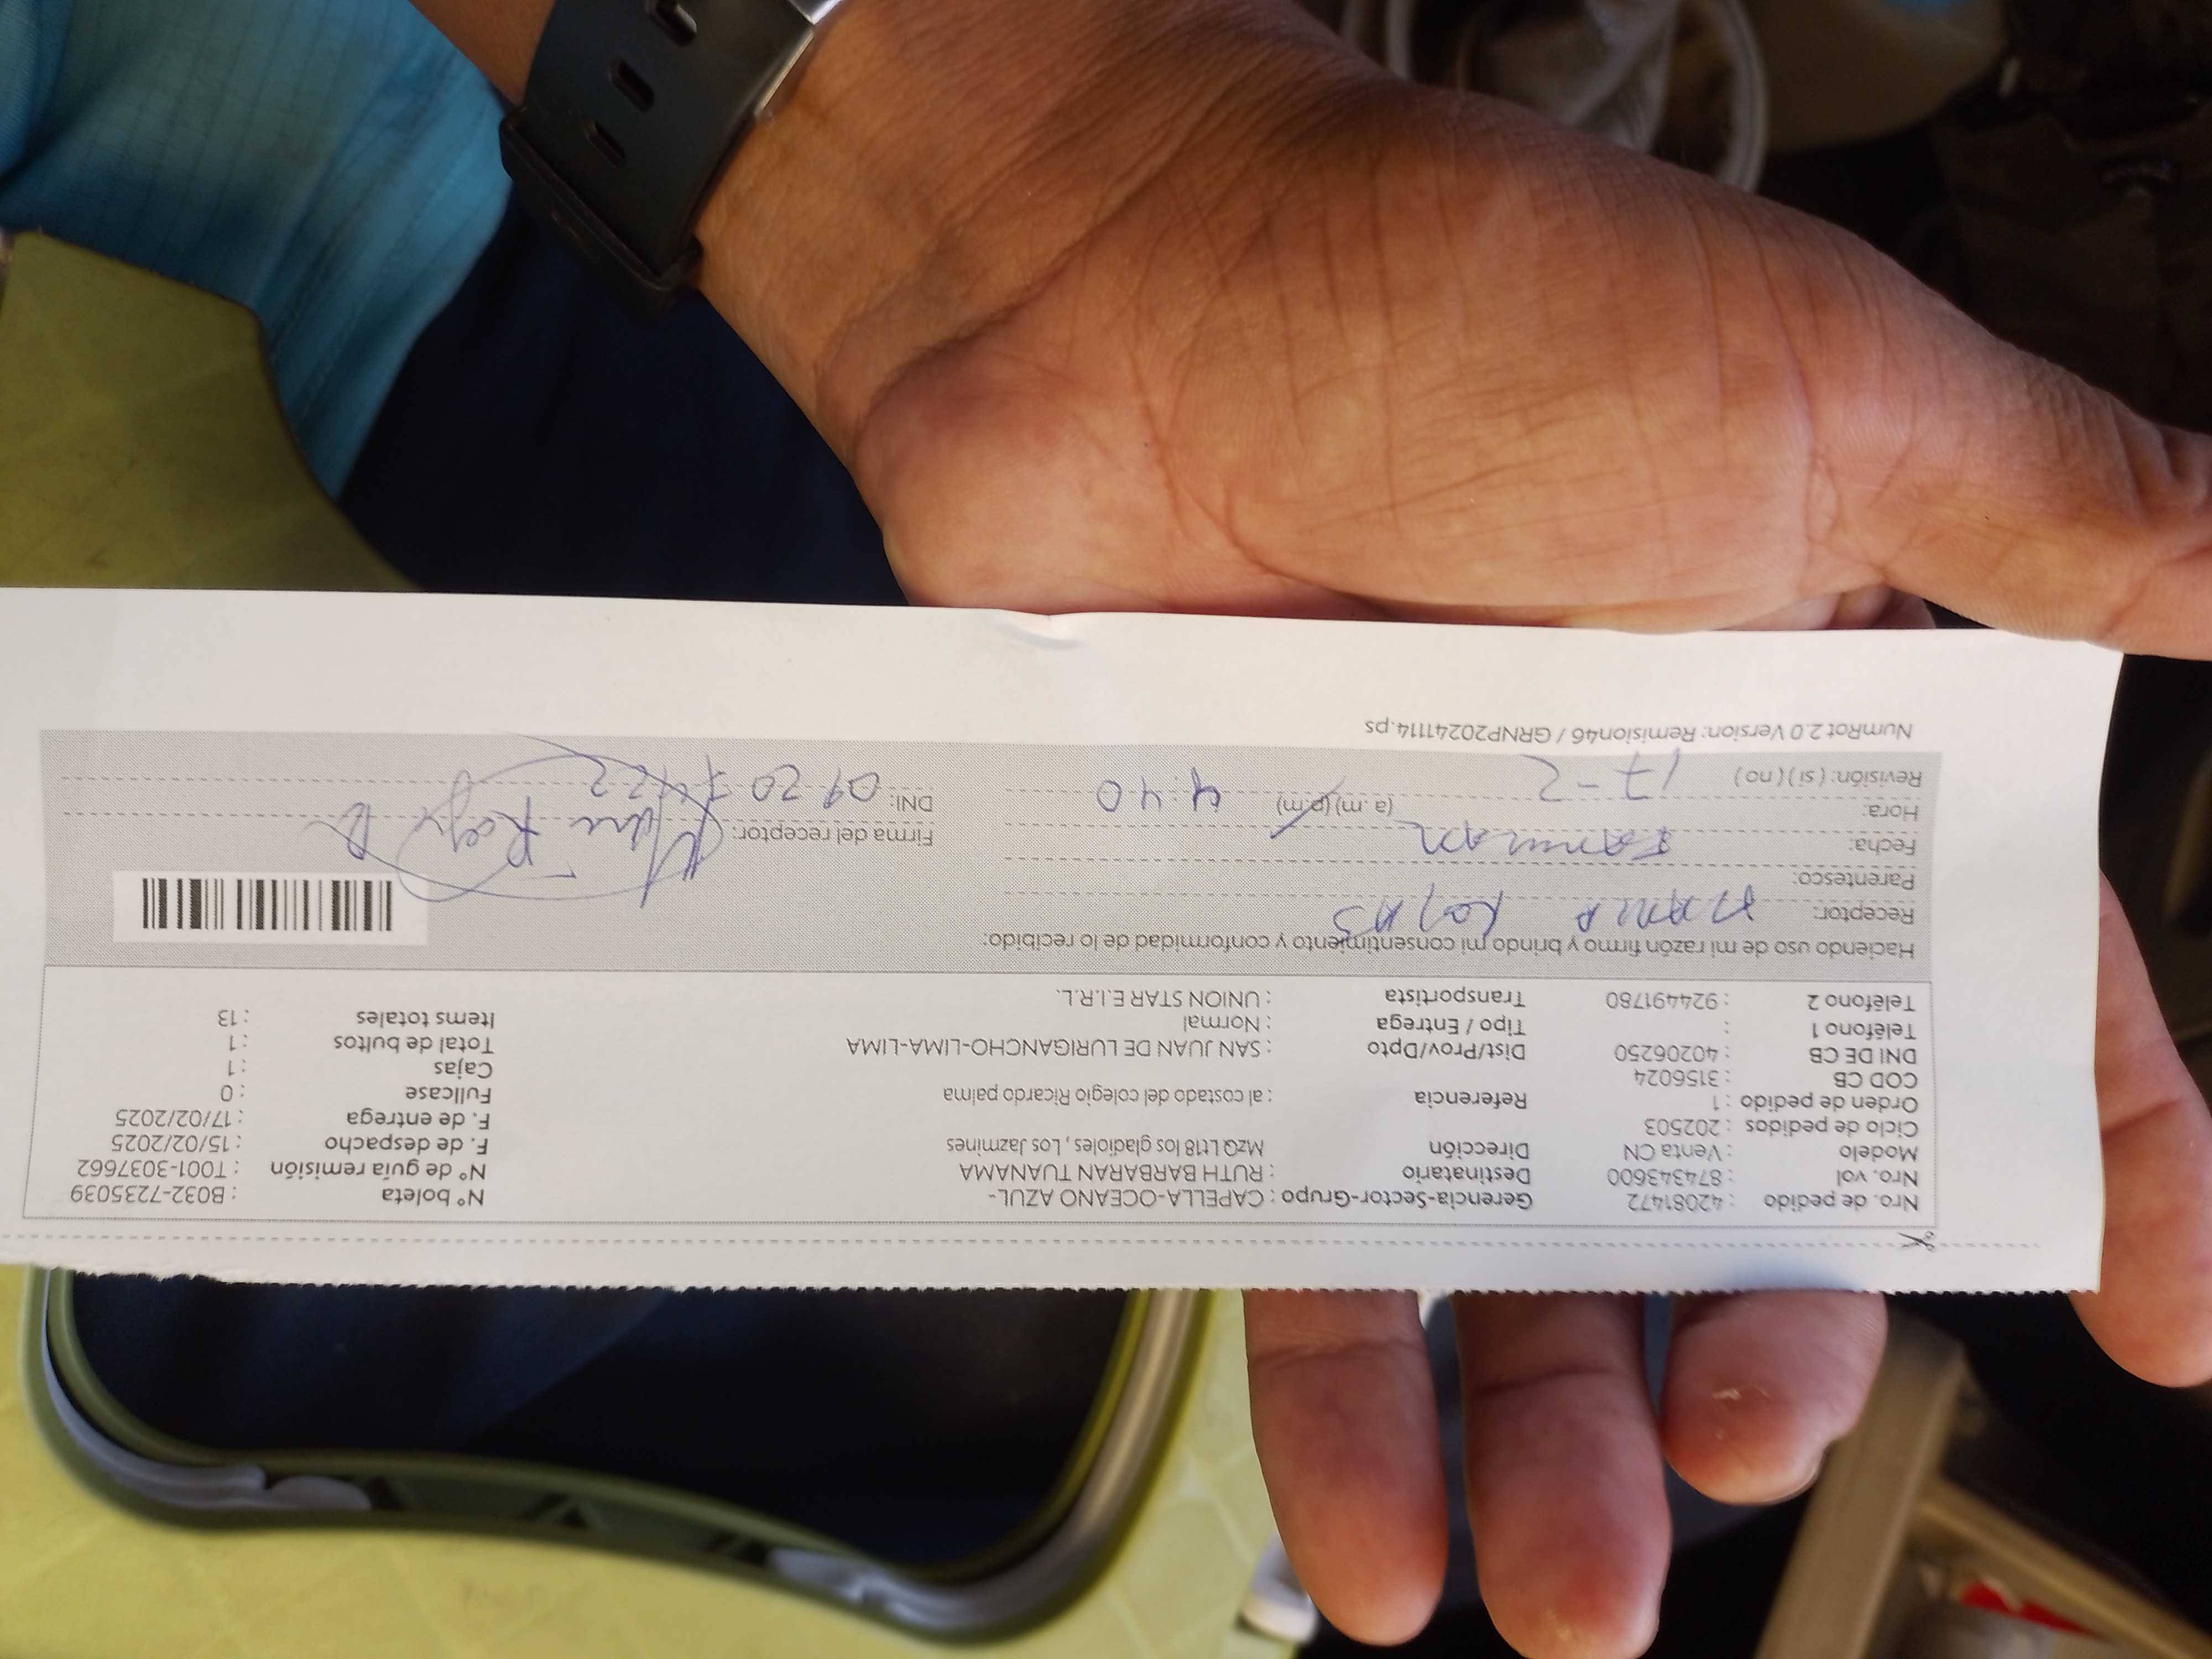 Nro. de pedido : 42081472 Gerencia-Sector-Grupo : CAPELLA-OCEANO AZUL- N° boleta : B032-7235039
Nro. vol : 874343600 Destinatario : RUTH BARBARAN TUANAMA N° de guía remisión : T001-3037662
Modelo : Venta CN Dirección MzQ Lt18 los gladioles , Los Jazmines F. de despacho : 15/02/2025
Ciclo de pedidos : 202503 F. de entrega : 17/02/2025
Orden de pedido : 1 Referencia : al costado del colegio Ricardo palma Fullcase : 0
COD CB : 3156024 Cajas : 1
DNI DE CB : 40206250 Dist/Prov/Dpto : SAN JUAN DE LURIGANCHO-LIMA-LIMA Total de bultos : 1
Teléfono 1 : Tipo / Entrega : Normal Items totales : 13
Teléfono 2 : 924491780 Transportista : UNION STAR E.I.R.L.
Haciendo uso de mi razón firmo y brindo mi consentimiento y conformidad de lo recibido:
Receptor: MARIA ROJAS
Parentesco:
Fecha: Firma del receptor:
Hora: 4:40 (a.m) (p.m) DNI:
Revisión: ( si ) ( no ) 17-2
NumRot 2.0 Version: Remision46 / GRNP20241114.ps